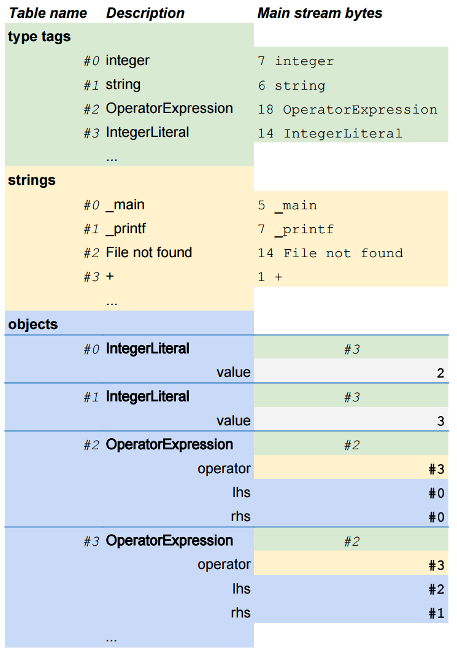 Table name Description Main stream bytes
type tags
#0 integer 7 integer
#1 string 6 string
#2 OperatorExpression 18 OperatorExpression
#3 IntegerLiteral 14 IntegerLiteral
...
strings
#0 _main 5 _main
#1 _printf 7 _printf
#2 File not found 14 File not found
#3 + 1 +
...
objects
#0 IntegerLiteral #3
value 2
#1 IntegerLiteral #3
value 3
#2 OperatorExpression #2
operator #3
lhs #0
rhs #0
#3 OperatorExpression #2
operator #3
lhs #2
rhs #1
...